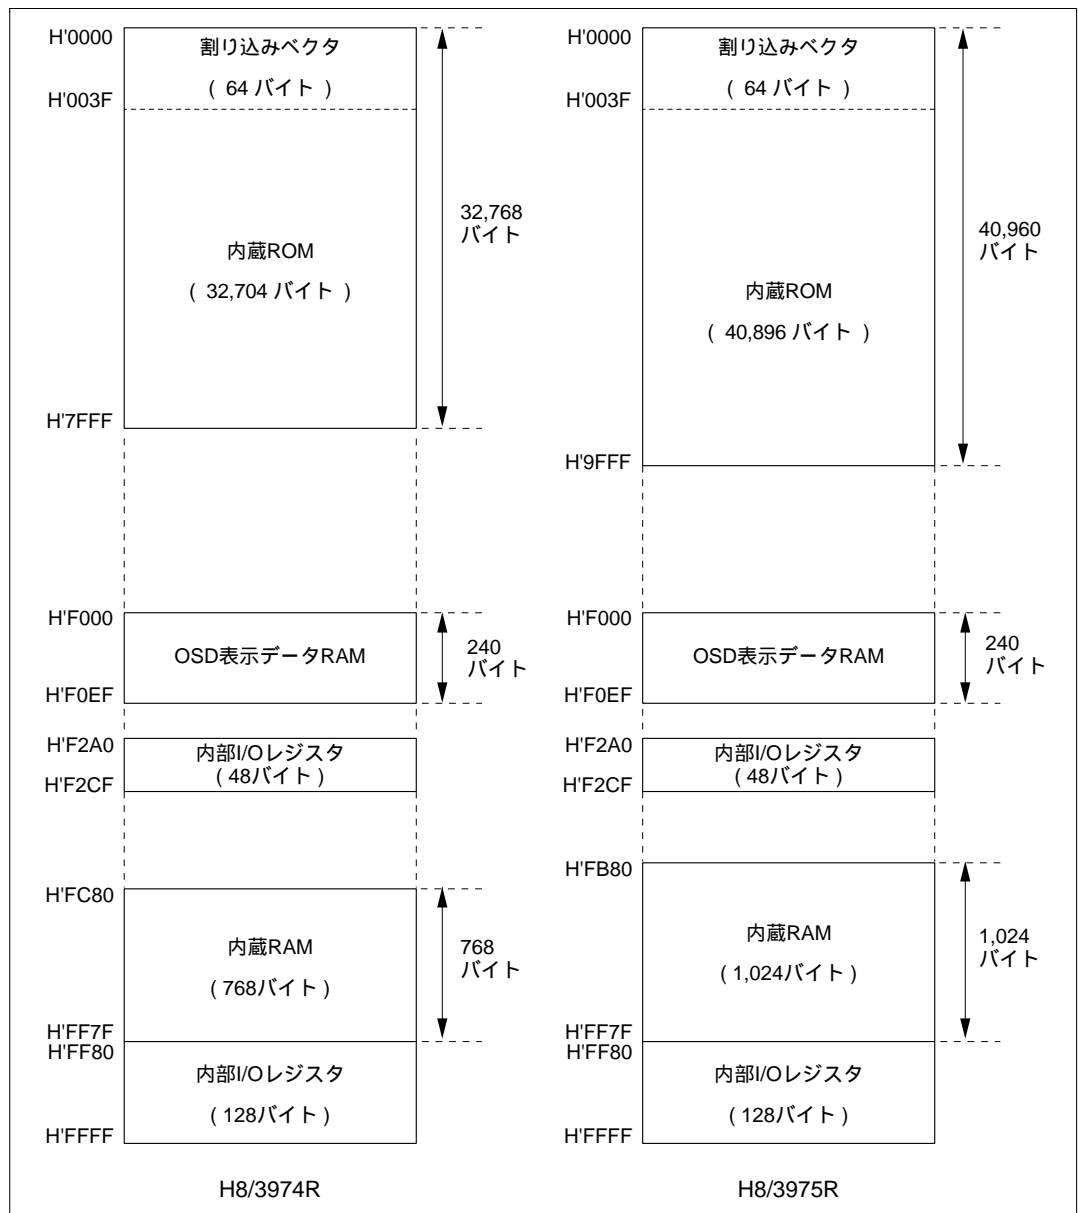 H'0000
割り込みベクタ
( 64 バイト )
H'003F
内蔵ROM
( 32,704 バイト )
32,768
バイト
H'7FFF
H'F000
OSD表示データRAM
240
バイト
H'F0EF
H'F2A0
内部I/Oレジスタ
( 48バイト )
H'F2CF
H'FC80
内蔵RAM
( 768バイト )
768
バイト
H'FF7F
H'FF80
内部I/Oレジスタ
( 128バイト )
H'FFFF
H8/3974R
H'0000
割り込みベクタ
( 64 バイト )
H'003F
内蔵ROM
( 40,896 バイト )
40,960
バイト
H'9FFF
H'F000
OSD表示データRAM
240
バイト
H'F0EF
H'F2A0
内部I/Oレジスタ
( 48バイト )
H'F2CF
H'FB80
内蔵RAM
( 1,024バイト )
1,024
バイト
H'FF7F
H'FF80
内部I/Oレジスタ
( 128バイト )
H'FFFF
H8/3975R